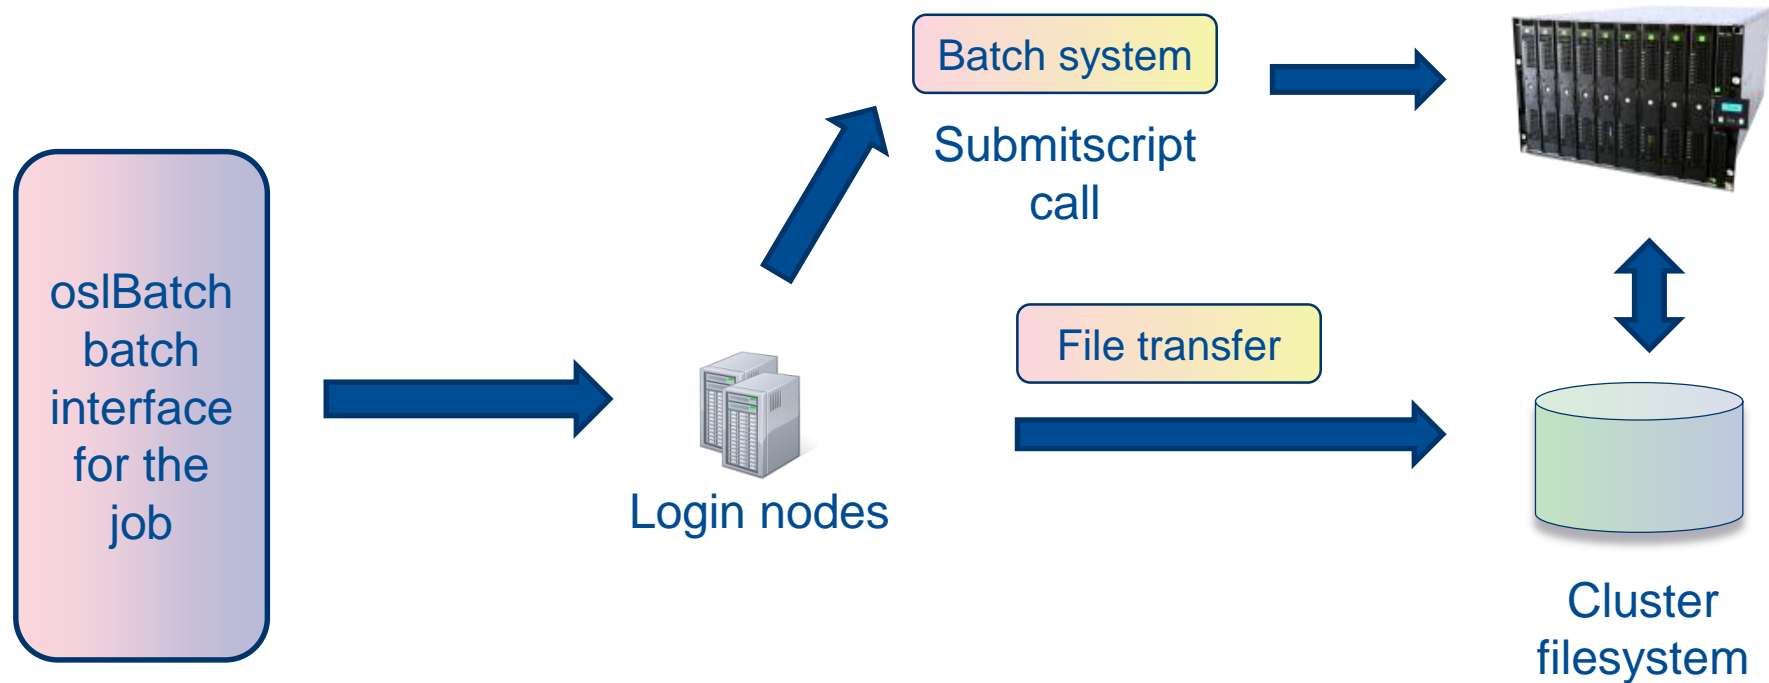 oslBatch
batch
interface
for the
job
Login nodes
Batch system
Submitscript
call
File transfer
Cluster
filesystem